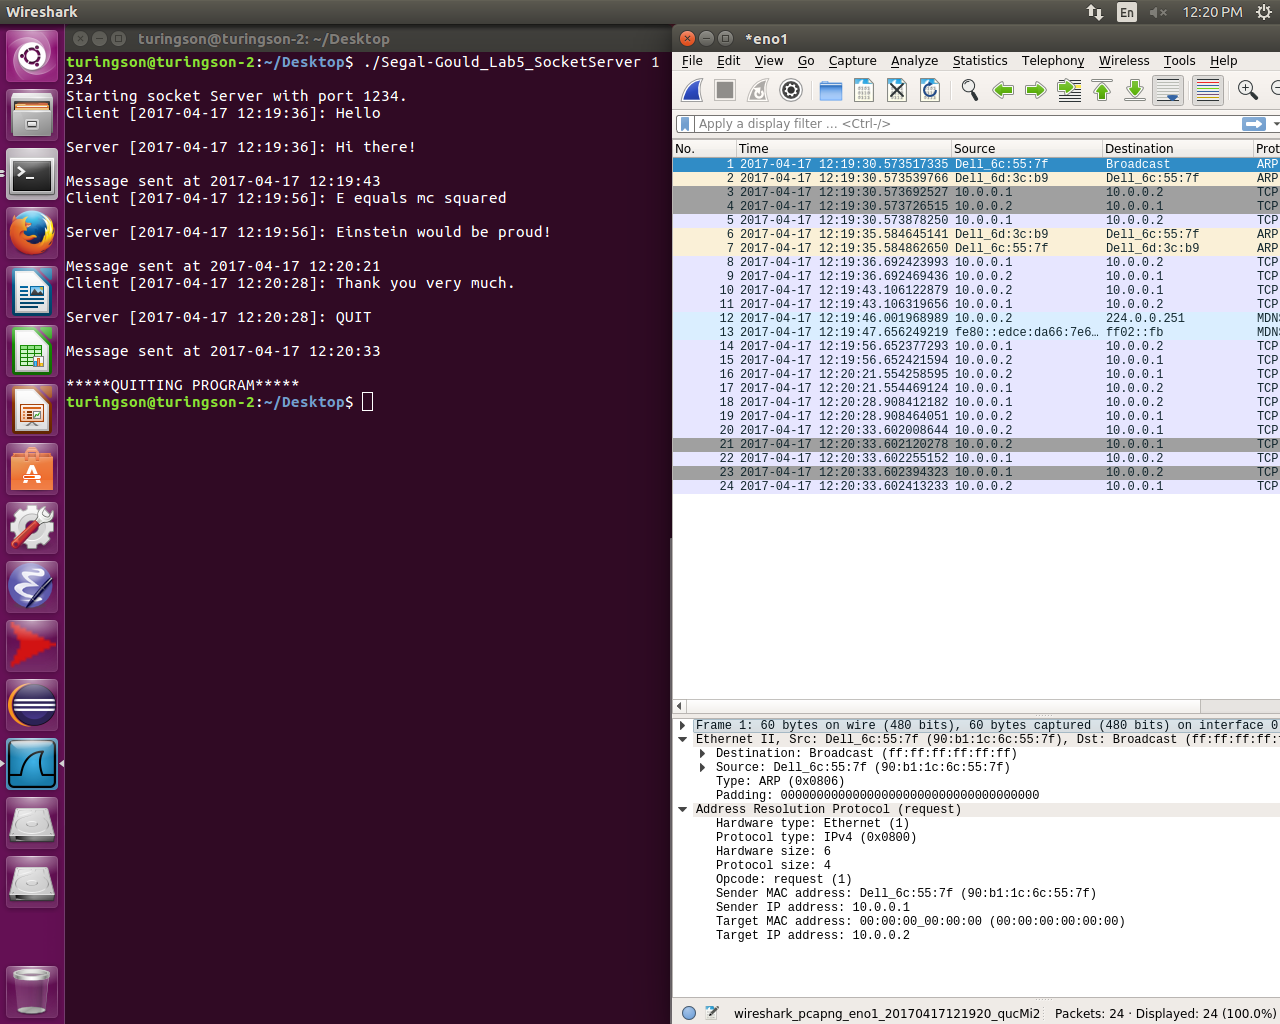 Wireshark
En
12:20 PM
turingson@turingson-2: ~/Desktop
turingson@turingson-2:~/Desktop$ ./Segal-Gould_Lab5_SocketServer 1
234
Starting socket Server with port 1234.
Client [2017-04-17 12:19:36]: Hello
Server [2017-04-17 12:19:36]: Hi there!
Message sent at 2017-04-17 12:19:43
Client [2017-04-17 12:19:56]: E equals mc squared
Server [2017-04-17 12:19:56]: Einstein would be proud!
Message sent at 2017-04-17 12:20:21
Client [2017-04-17 12:20:28]: Thank you very much.
Server [2017-04-17 12:20:28]: QUIT
Message sent at 2017-04-17 12:20:33
*****QUITTING PROGRAM*****
turingson@turingson-2:~/Desktop$
*eno1
File Edit View Go Capture Analyze Statistics Telephony Wireless Tools Help
Apply a display filter ... <Ctrl-/>
No. Time Source Destination Prot
1 2017-04-17 12:19:30.573517335 Dell_6c:55:7f Broadcast ARP
2 2017-04-17 12:19:30.573539766 Dell_6d:3c:b9 Dell_6c:55:7f ARP
3 2017-04-17 12:19:30.573692527 10.0.0.1 10.0.0.2 TCP
4 2017-04-17 12:19:30.573726515 10.0.0.2 10.0.0.1 TCP
5 2017-04-17 12:19:30.573878250 10.0.0.1 10.0.0.2 TCP
6 2017-04-17 12:19:35.584645141 Dell_6d:3c:b9 Dell_6c:55:7f ARP
7 2017-04-17 12:19:35.584862650 Dell_6c:55:7f Dell_6d:3c:b9 ARP
8 2017-04-17 12:19:36.692423993 10.0.0.1 10.0.0.2 TCP
9 2017-04-17 12:19:36.692469436 10.0.0.2 10.0.0.1 TCP
10 2017-04-17 12:19:43.106122879 10.0.0.2 10.0.0.1 TCP
11 2017-04-17 12:19:43.106319656 10.0.0.1 10.0.0.2 TCP
12 2017-04-17 12:19:46.001968989 10.0.0.2 224.0.0.251 MDN
13 2017-04-17 12:19:47.656249219 fe80::edce:da66:7e6… ff02::fb MDN
14 2017-04-17 12:19:56.652377293 10.0.0.1 10.0.0.2 TCP
15 2017-04-17 12:19:56.652421594 10.0.0.2 10.0.0.1 TCP
16 2017-04-17 12:20:21.554258595 10.0.0.2 10.0.0.1 TCP
17 2017-04-17 12:20:21.554469124 10.0.0.1 10.0.0.2 TCP
18 2017-04-17 12:20:28.908412182 10.0.0.1 10.0.0.2 TCP
19 2017-04-17 12:20:28.908464051 10.0.0.2 10.0.0.1 TCP
20 2017-04-17 12:20:33.602008644 10.0.0.2 10.0.0.1 TCP
21 2017-04-17 12:20:33.602120278 10.0.0.2 10.0.0.1 TCP
22 2017-04-17 12:20:33.602255152 10.0.0.1 10.0.0.2 TCP
23 2017-04-17 12:20:33.602394323 10.0.0.1 10.0.0.2 TCP
24 2017-04-17 12:20:33.602413233 10.0.0.2 10.0.0.1 TCP
Frame 1: 60 bytes on wire (480 bits), 60 bytes captured (480 bits) on interface 0
Ethernet II, Src: Dell_6c:55:7f (90:b1:1c:6c:55:7f), Dst: Broadcast (ff:ff:ff:ff:
Destination: Broadcast (ff:ff:ff:ff:ff:ff)
Source: Dell_6c:55:7f (90:b1:1c:6c:55:7f)
Type: ARP (0x0806)
Padding: 000000000000000000000000000000000000
Address Resolution Protocol (request)
Hardware type: Ethernet (1)
Protocol type: IPv4 (0x0800)
Hardware size: 6
Protocol size: 4
Opcode: request (1)
Sender MAC address: Dell_6c:55:7f (90:b1:1c:6c:55:7f)
Sender IP address: 10.0.0.1
Target MAC address: 00:00:00_00:00:00 (00:00:00:00:00:00)
Target IP address: 10.0.0.2
wireshark_pcapng_eno1_20170417121920_qucMi2 Packets: 24 · Displayed: 24 (100.0%)